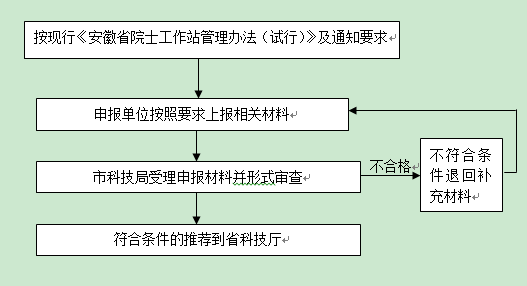 按现行《安徽省院士工作站管理办法（试行）》及通知要求
申报单位按照要求上报相关材料
市科技局受理申报材料并形式审查
不合格
不符合条
件退回补
充材料
符合条件的推荐到省科技厅